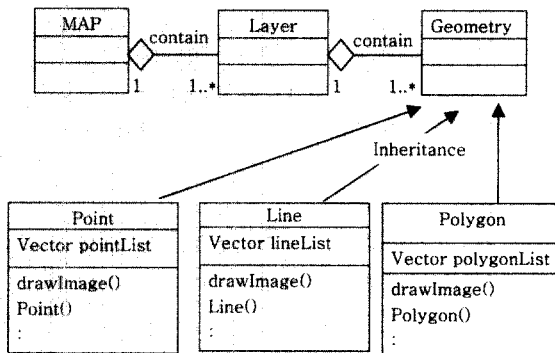 MAP
contain
Layer
contain
Geometry
1
1..*
1
1..*
Inheritance
Point
Vector pointList
drawImage()
Point()
:
Line
Vector lineList
drawImage()
Line()
:
Polygon
Vector polygonList
drawImage()
Polygon()
: